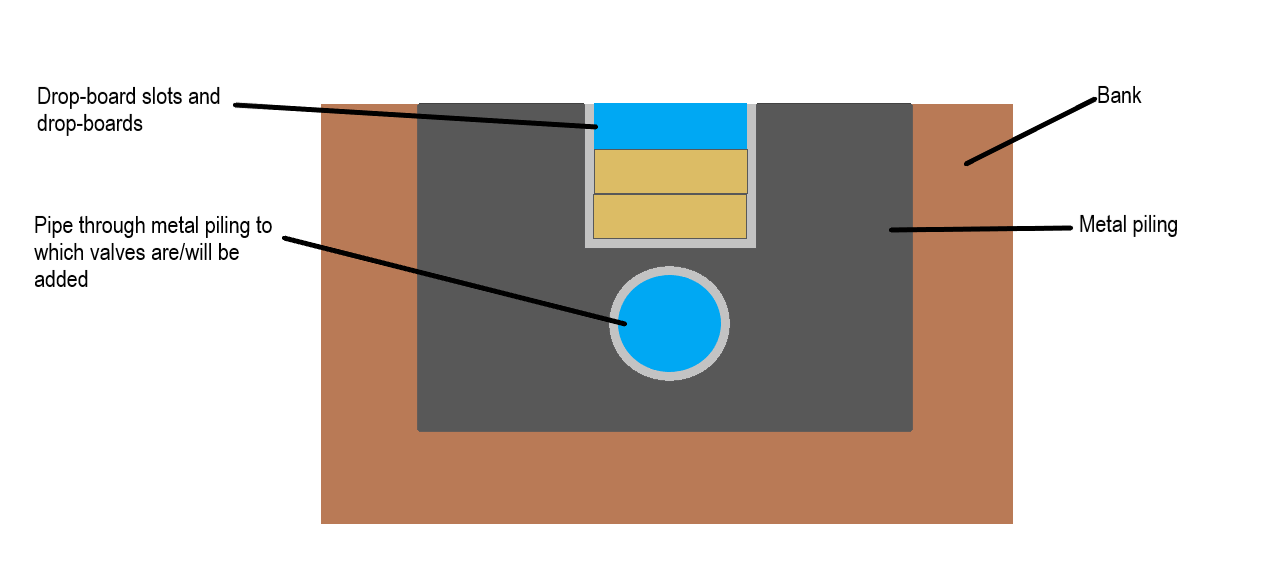 Drop-board slots and
drop-boards
Bank
Pipe through metal piling to
which valves are/will be
added
Metal piling